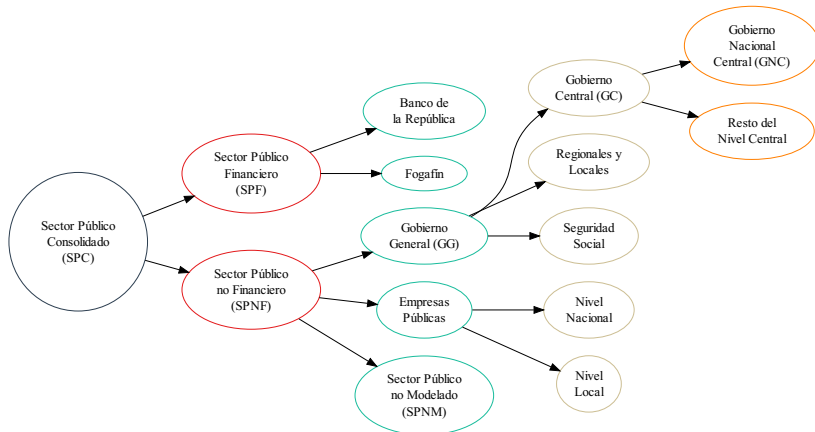 Sector Público
Consolidado
(SPC)
Sector Público
Financiero
(SPF)
Sector Público
no Financiero
(SPNF)
Banco de
la República
Fogafín
Gobierno
General (GG)
Empresas
Públicas
Sector Público
no Modelado
(SPNM)
Gobierno
Central (GC)
Regionales y
Locales
Seguridad
Social
Nivel
Nacional
Nivel
Local
Gobierno
Nacional
Central (GNC)
Resto del
Nivel Central